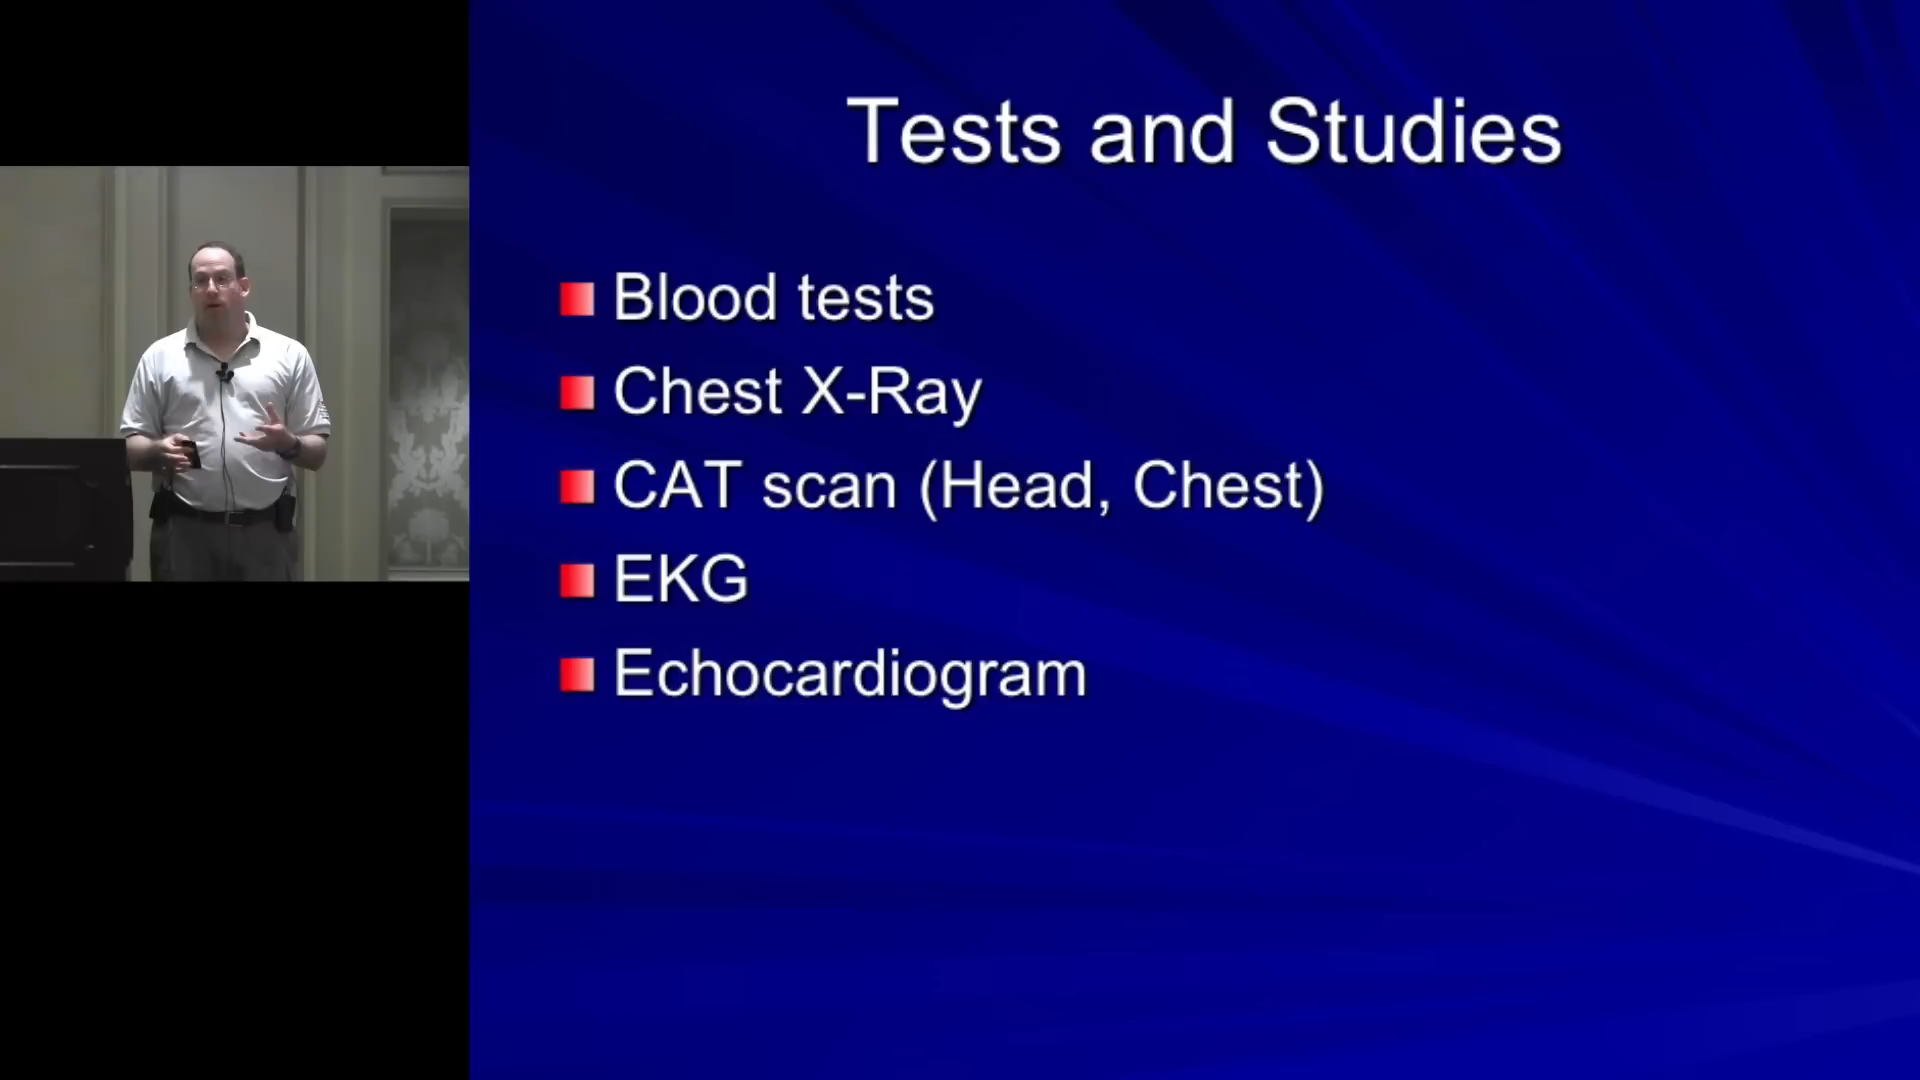 Tests and Studies
Blood tests
Chest X-Ray
CAT scan (Head, Chest)
EKG
Echocardiogram